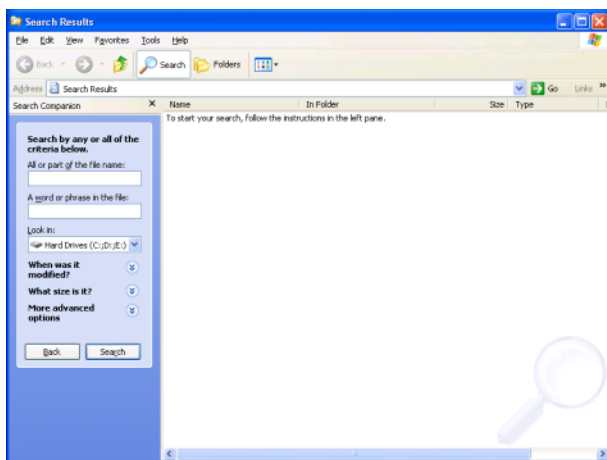 Search Results
File Edit View Favorites Tools Help
Back Search Folders
Address Search Results Go Links »
Search Companion × Name In Folder Size Type
To start your search, follow the instructions in the left pane.
Search by any or all of the
criteria below.
All or part of the file name:
A word or phrase in the file:
Look in:
Hard Drives (C:;D:;E:)
When was it
modified?
What size is it?
More advanced
options
Back Search